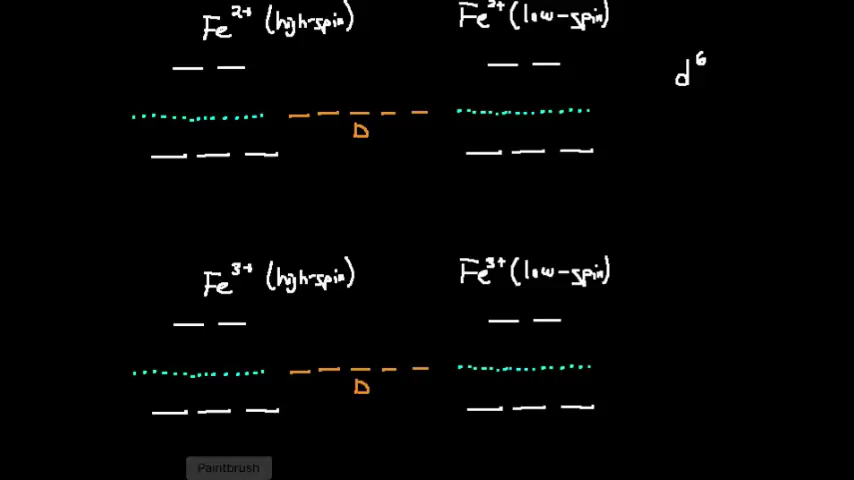 Fe²⁺ (high-spin) Fe²⁺ (low-spin)
d⁶
D
Fe³⁺ (high-spin) Fe³⁺ (low-spin)
D
Paintbrush